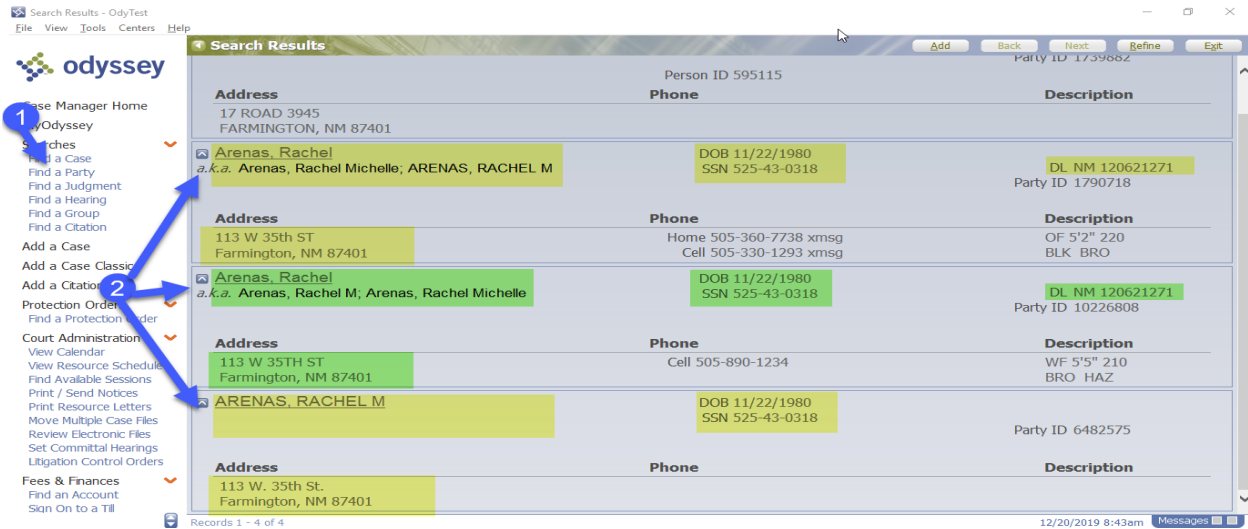 Search Results - OdyTest
File View Tools Centers Help
odyssey
Case Manager Home
1
MyOdyssey
Searches
Find a Case
Find a Party
Find a Judgment
Find a Hearing
Find a Group
Find a Citation
Add a Case
Add a Case Classic
Add a Citation
2
Protection Order
Find a Protection Order
Court Administration
View Calendar
View Resource Schedule
Find Available Sessions
Print / Send Notices
Print Resource Letters
Move Multiple Case Files
Review Electronic Files
Set Committal Hearings
Litigation Control Orders
Fees & Finances
Find an Account
Sign On to a Till
Search Results
Add Back Next Refine Exit
Party ID 1739882
Person ID 595115
Address Phone Description
17 ROAD 3945
FARMINGTON, NM 87401
Arenas, Rachel DOB 11/22/1980
a.k.a. Arenas, Rachel Michelle; ARENAS, RACHEL M SSN 525-43-0318 DL NM 120621271
Party ID 1790718
Address Phone Description
113 W 35th ST Home 505-360-7738 xmsg OF 5'2" 220
Farmington, NM 87401 Cell 505-330-1293 xmsg BLK BRO
Arenas, Rachel DOB 11/22/1980
a.k.a. Arenas, Rachel M; Arenas, Rachel Michelle SSN 525-43-0318 DL NM 120621271
Party ID 10226808
Address Phone Description
113 W 35TH ST Cell 505-890-1234 WF 5'5" 210
Farmington, NM 87401 BRO HAZ
ARENAS, RACHEL M DOB 11/22/1980
SSN 525-43-0318
Party ID 6482575
Address Phone Description
113 W. 35th St.
Farmington, NM 87401
Records 1 - 4 of 4 12/20/2019 8:43am Messages